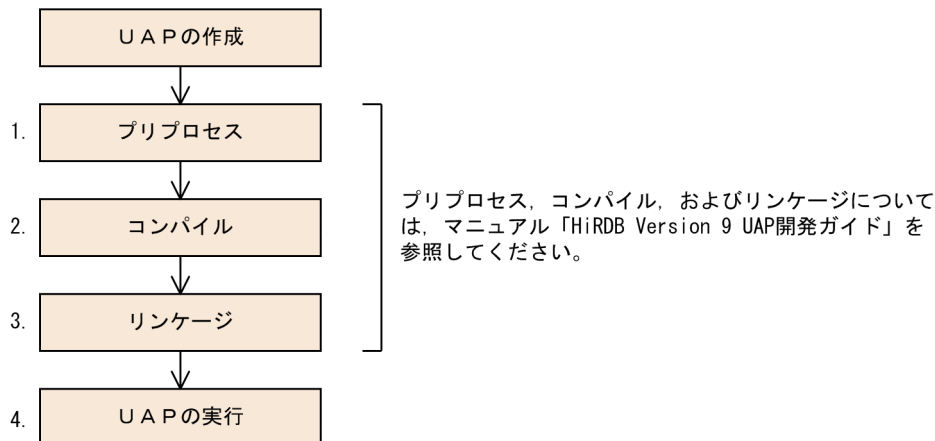 ＵＡＰの作成
1. プリプロセス
2. コンパイル
プリプロセス，コンパイル，およびリンケージについて
は，マニュアル「HiRDB Version 9 UAP開発ガイド」を
参照してください。
3. リンケージ
4. ＵＡＰの実行